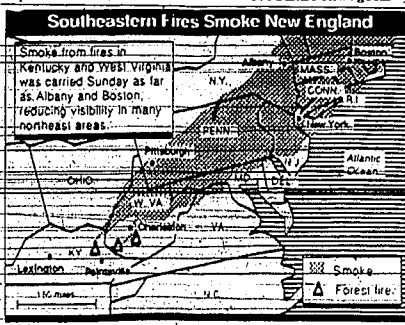 Southeastern Fires Smoke New England
Smoke from fires in
Kentucky and West Virginia
was carried Sunday as far
as Albany and Boston,
reducing visibility in many
northeast areas.
Albany
Boston
MASS.
N.Y.
CONN.
R.I.
New York
PENN.
Pittsburgh
N.J.
Atlantic
Ocean
OHIO
MD.
DEL.
W. VA.
Charleston
VA.
KY.
Lexington
Paintsville
Smoke
Forest fire
N.C.